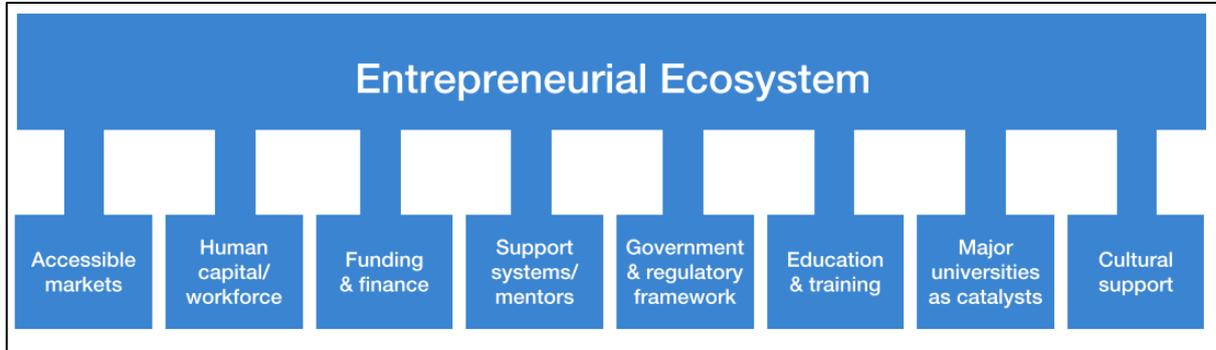 Entrepreneurial Ecosystem
Accessible
markets
Human
capital/
workforce
Funding
& finance
Support
systems/
mentors
Government
& regulatory
framework
Education
& training
Major
universities
as catalysts
Cultural
support